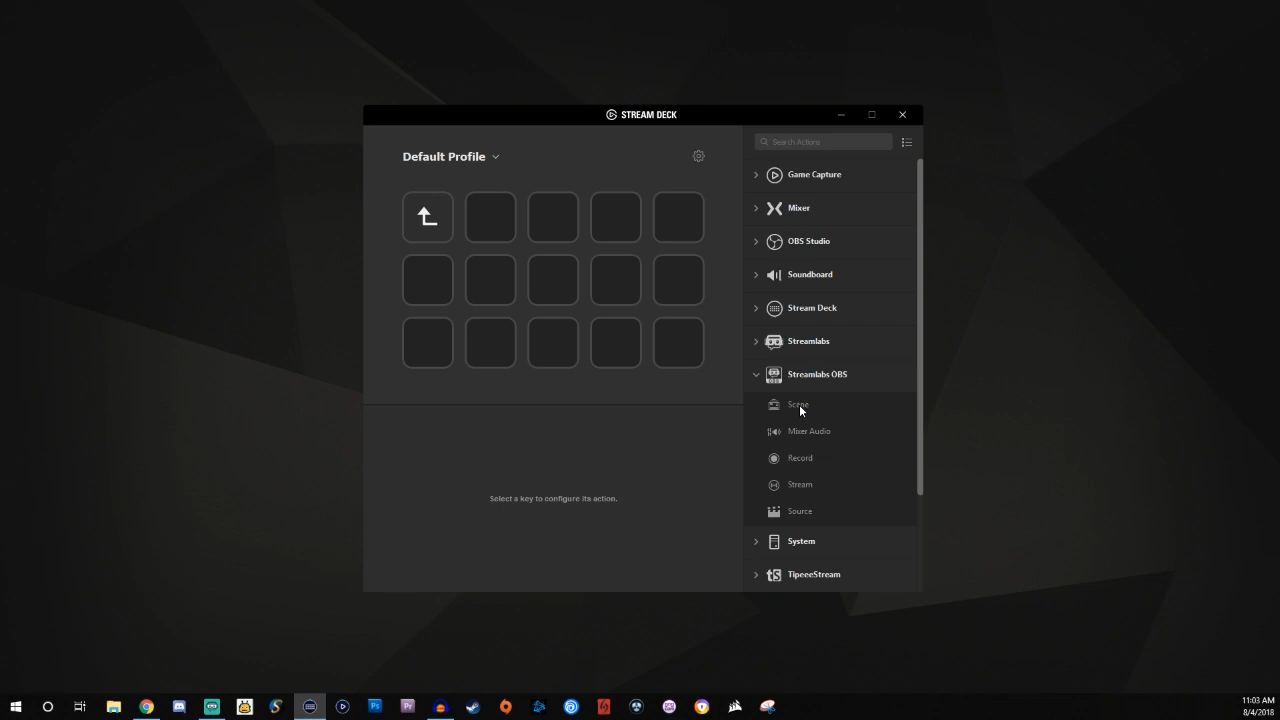 STREAM DECK
Default Profile
Search Actions
Game Capture
Mixer
OBS Studio
Soundboard
Stream Deck
Streamlabs
Streamlabs OBS
Scene
Mixer Audio
Record
Stream
Source
System
TipeeeStream
Select a key to configure its action.
11:03 AM
8/4/2018